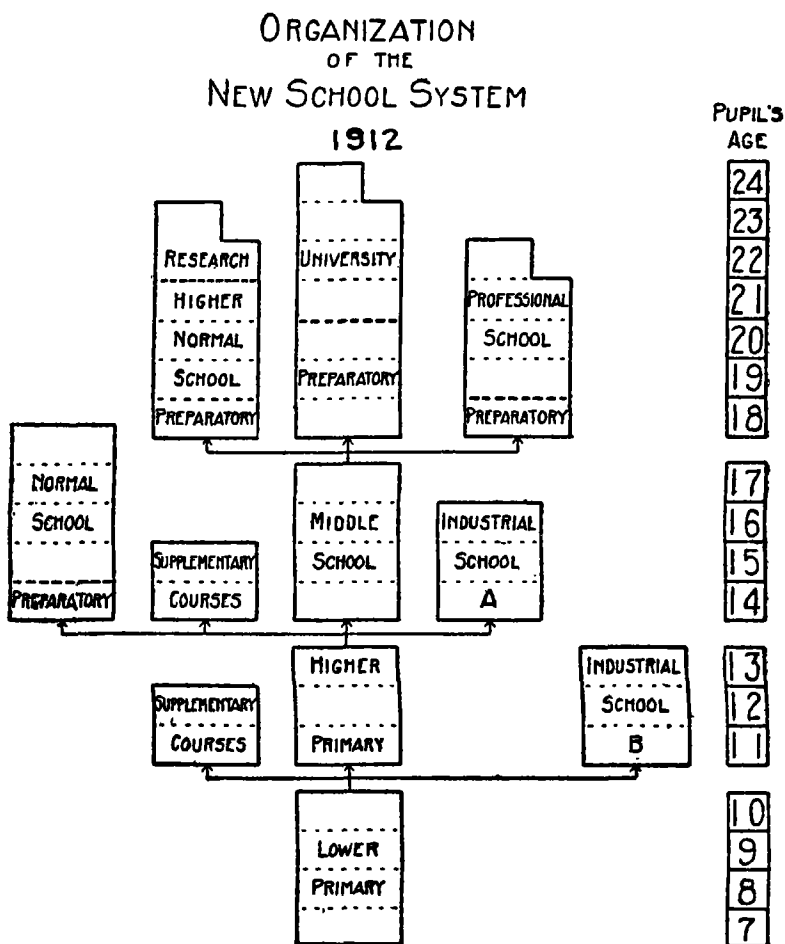 ORGANIZATION
OF THE
NEW SCHOOL SYSTEM
1912
PUPIL'S
AGE
24
23
22
21
20
19
18
RESEARCH
HIGHER
NORMAL
SCHOOL
PREPARATORY
UNIVERSITY
PREPARATORY
PROFESSIONAL
SCHOOL
PREPARATORY
17
16
15
14
NORMAL
SCHOOL
PREPARATORY
SUPPLEMENTARY
COURSES
MIDDLE
SCHOOL
INDUSTRIAL
SCHOOL
A
13
12
11
SUPPLEMENTARY
COURSES
HIGHER
PRIMARY
INDUSTRIAL
SCHOOL
B
10
9
8
7
LOWER
PRIMARY